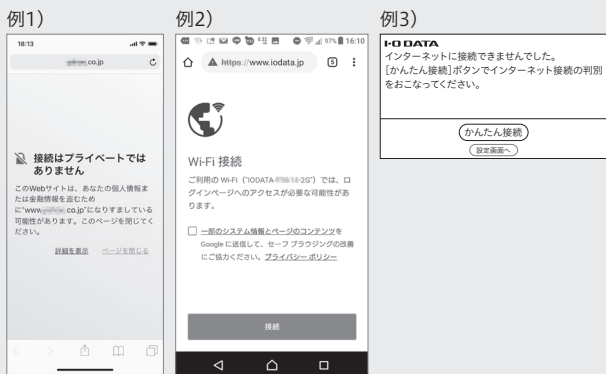 例1)
18:13
.co.jp
接続はプライベートでは
ありません
このWebサイトは、あなたの個人情報ま
たは金融情報を盗むため
に"www.co.jp"になりすましている
可能性があります。このページを閉じてく
ださい。
詳細を表示 ページを閉じる
例2)
97% 16:10
https://www.iodata.jp 5
Wi-Fi 接続
ご利用の Wi-Fi("IODATA-2G")では、ロ
グインページへのアクセスが必要な可能性があ
ります。
一部のシステム情報とページのコンテンツを
Google に送信して、セーフ ブラウジングの改善
にご協力ください。プライバシー ポリシー
接続
例3)
I-O DATA
インターネットに接続できませんでした。
[かんたん接続]ボタンでインターネット接続の判別
をおこなってください。
かんたん接続
設定画面へ